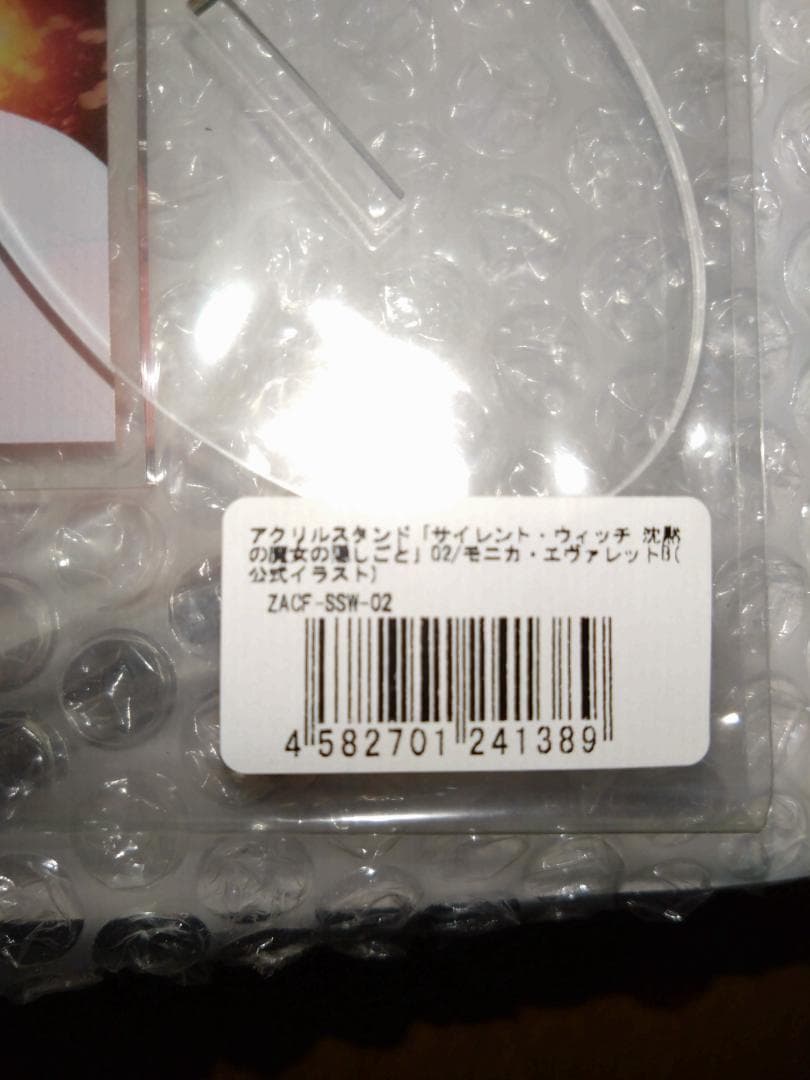 アクリルスタンド「サイレント・ウィッチ 沈黙
の魔女の隠しごと」02/モニカ・エヴァレットB(
公式イラスト)
ZACF-SSW-02
4 582701 241389